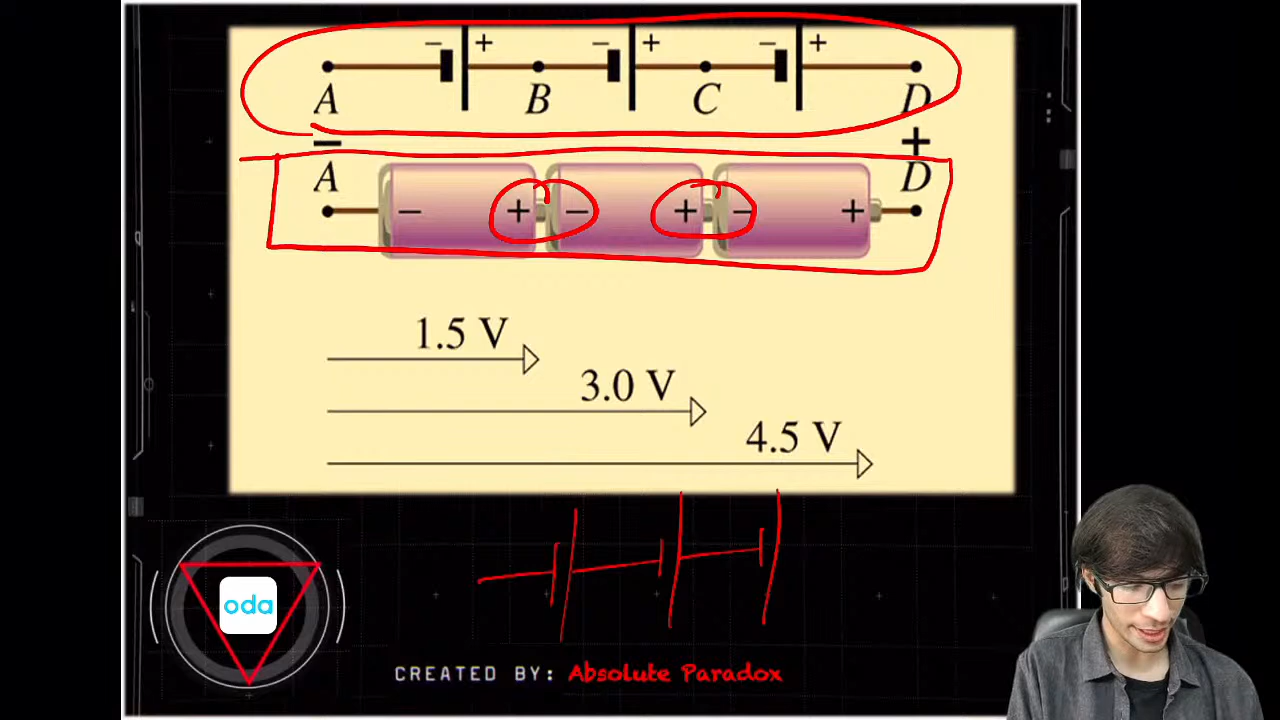 − + − + − +
A B C D
− +
A D
− + − + − +
1.5 V
3.0 V
4.5 V
oda
CREATED BY: Absolute Paradox